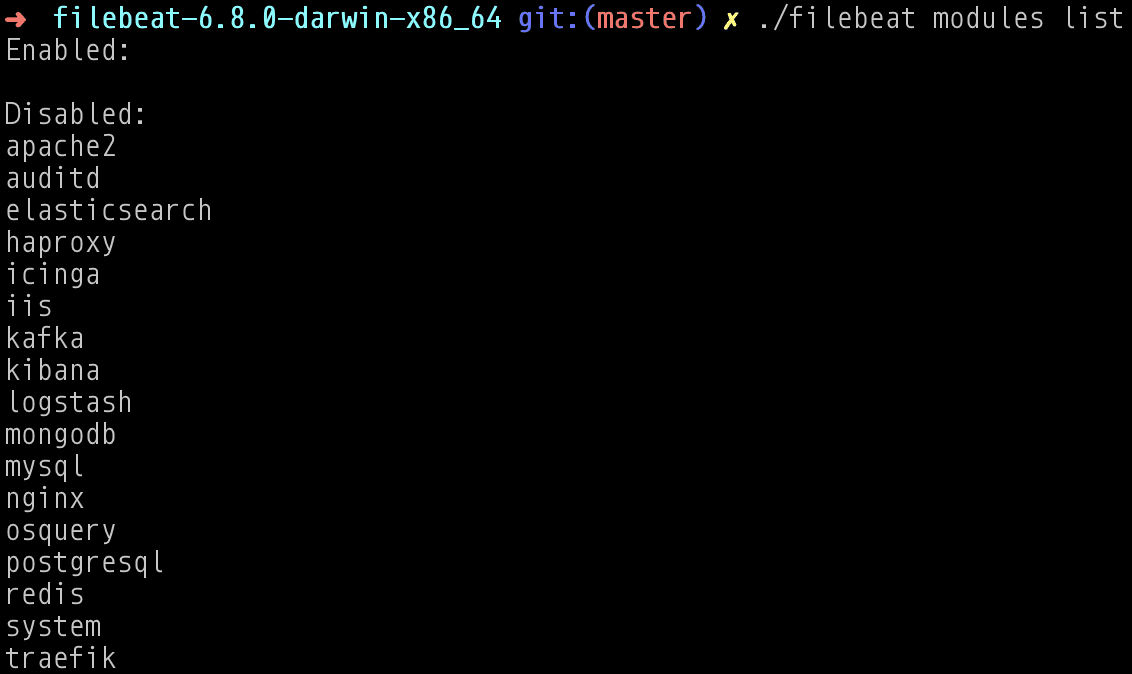 ➜ filebeat-6.8.0-darwin-x86_64 git:(master) ✗ ./filebeat modules list
Enabled:

Disabled:
apache2
auditd
elasticsearch
haproxy
icinga
iis
kafka
kibana
logstash
mongodb
mysql
nginx
osquery
postgresql
redis
system
traefik